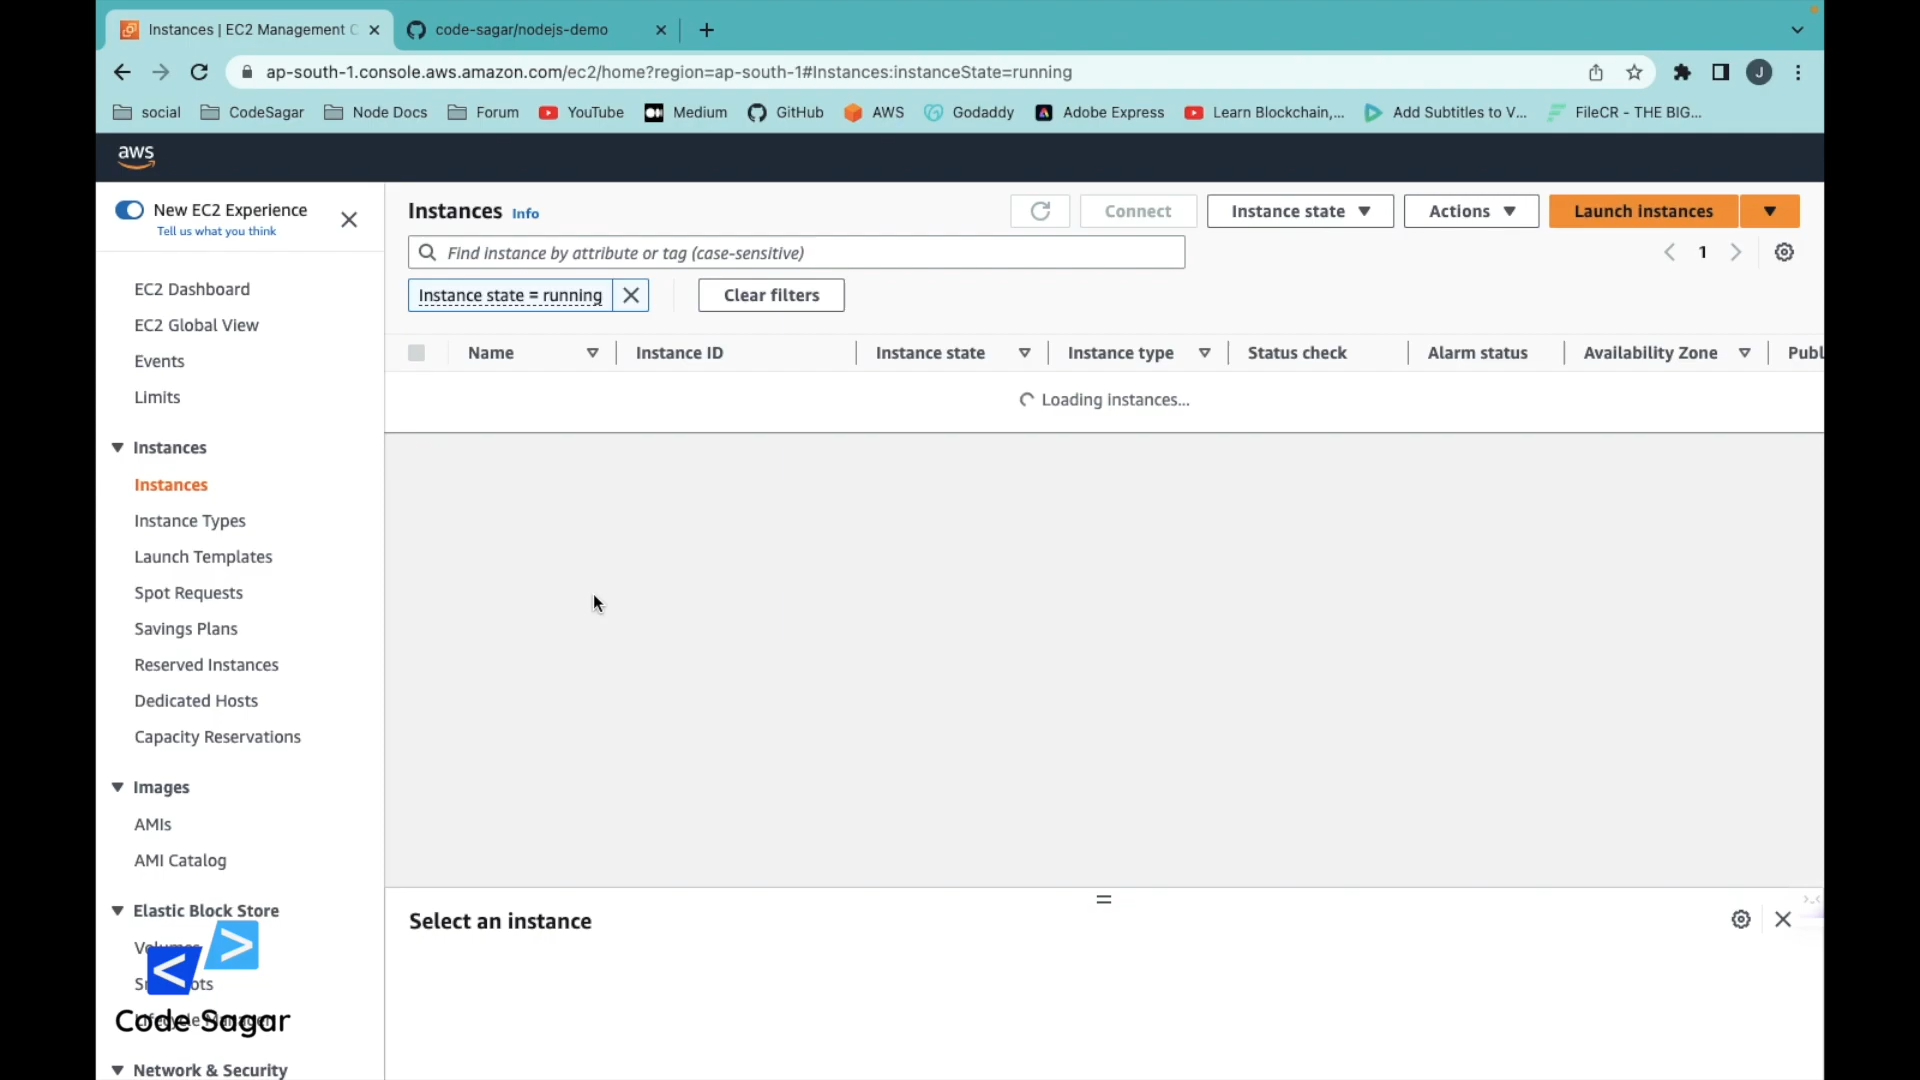 Instances | EC2 Management C
code-sagar/nodejs-demo
ap-south-1.console.aws.amazon.com/ec2/home?region=ap-south-1#Instances:instanceState=running
J
social
CodeSagar
Node Docs
Forum
YouTube
Medium
GitHub
AWS
Godaddy
Adobe Express
Learn Blockchain,...
Add Subtitles to V...
FileCR - THE BIG...
aws
New EC2 Experience
Tell us what you think
EC2 Dashboard
EC2 Global View
Events
Limits
Instances
Instances
Instance Types
Launch Templates
Spot Requests
Savings Plans
Reserved Instances
Dedicated Hosts
Capacity Reservations
Images
AMIs
AMI Catalog
Elastic Block Store
Code Sagar
Network & Security
Instances Info
Connect
Instance state
Actions
Launch instances
Find instance by attribute or tag (case-sensitive)
1
Instance state = running
Clear filters
Name
Instance ID
Instance state
Instance type
Status check
Alarm status
Availability Zone
Publ
Loading instances...
Select an instance